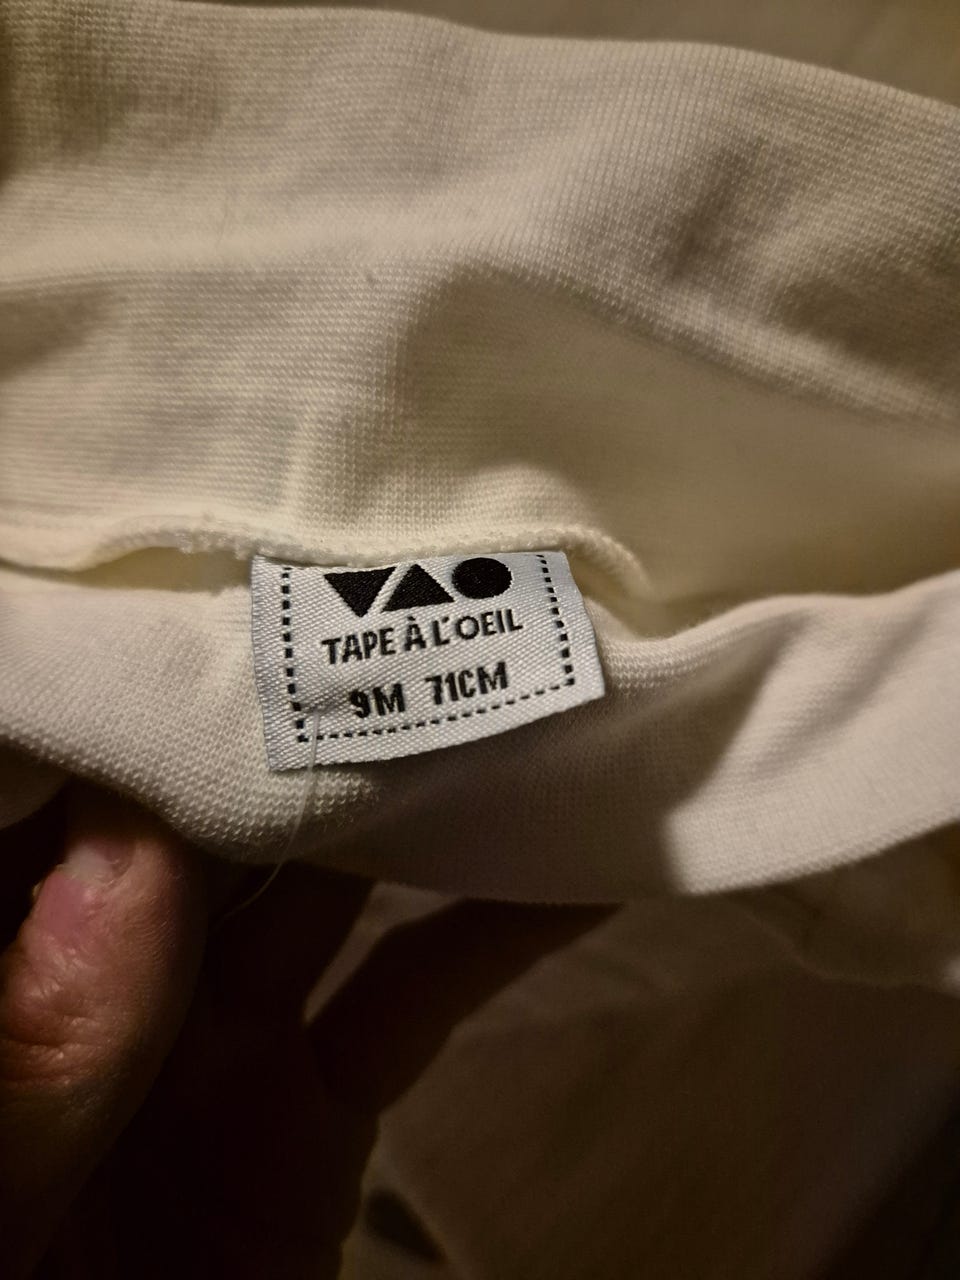 TAPE À L'OEIL
9M 71CM